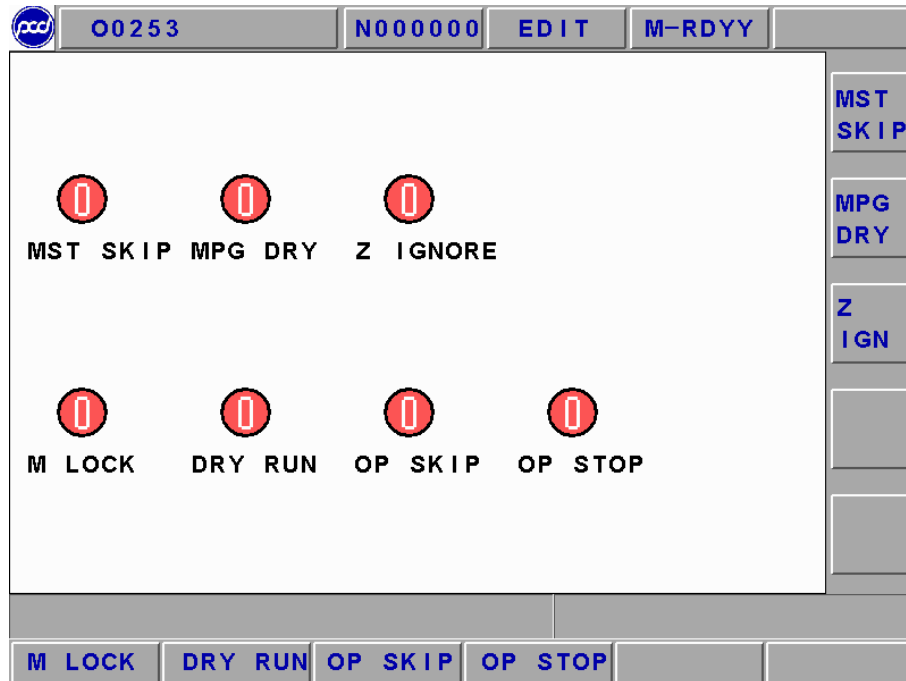 pcd O0253 N000000 EDIT M-RDYY
MST
SKIP
0 0 0
MST SKIP MPG DRY Z IGNORE
MPG
DRY
Z
IGN
0 0 0 0
M LOCK DRY RUN OP SKIP OP STOP
M LOCK DRY RUN OP SKIP OP STOP